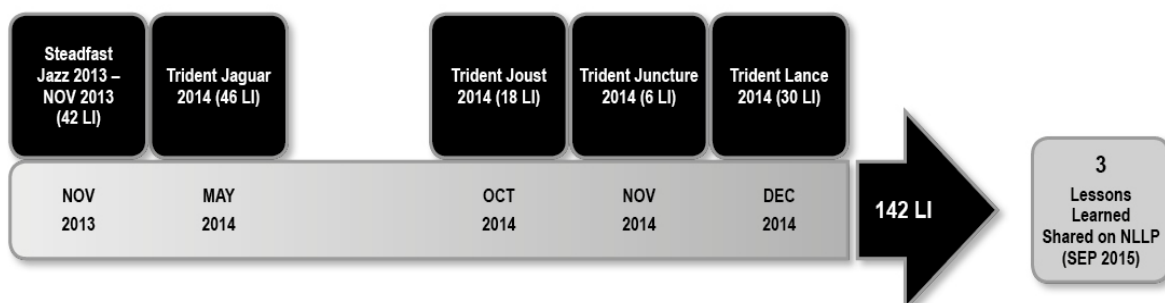 Steadfast
Jazz 2013 –
NOV 2013
(42 LI)
Trident Jaguar
2014 (46 LI)
Trident Joust
2014 (18 LI)
Trident Juncture
2014 (6 LI)
Trident Lance
2014 (30 LI)
NOV
2013
MAY
2014
OCT
2014
NOV
2014
DEC
2014
142 LI
3
Lessons
Learned
Shared on NLLP
(SEP 2015)